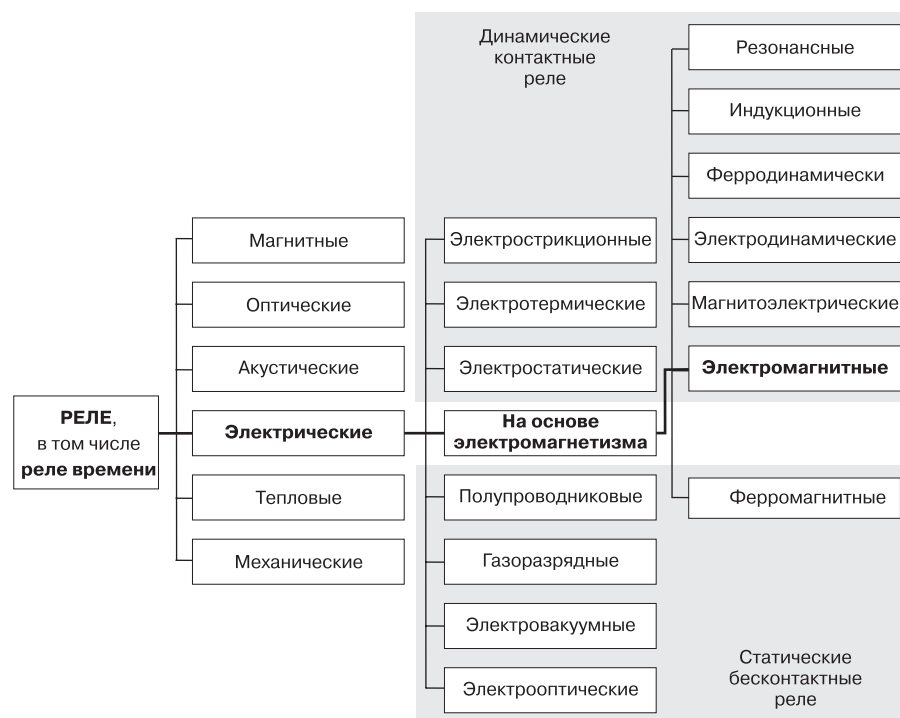 РЕЛЕ,
в том числе
реле времени
Магнитные
Оптические
Акустические
Электрические
Тепловые
Механические
Динамические
контактные
реле
Электрострикционные
Электротермические
Электростатические
На основе
электромагнетизма
Полупроводниковые
Газоразрядные
Электровакуумные
Электрооптические
Резонансные
Индукционные
Ферродинамически
Электродинамические
Магнитоэлектрические
Электромагнитные
Ферромагнитные
Статические
бесконтактные
реле